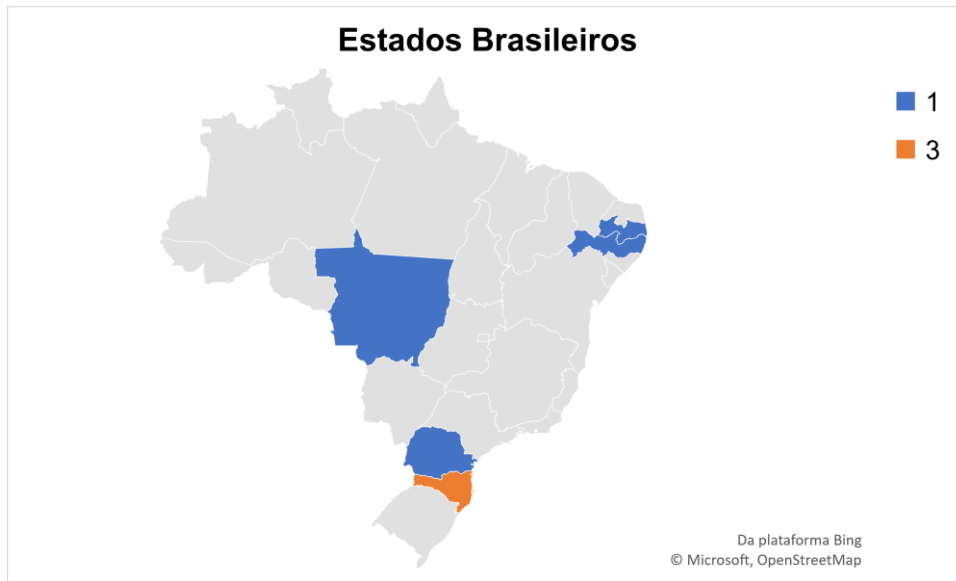 Estados Brasileiros
1
3
Da plataforma Bing
© Microsoft, OpenStreetMap